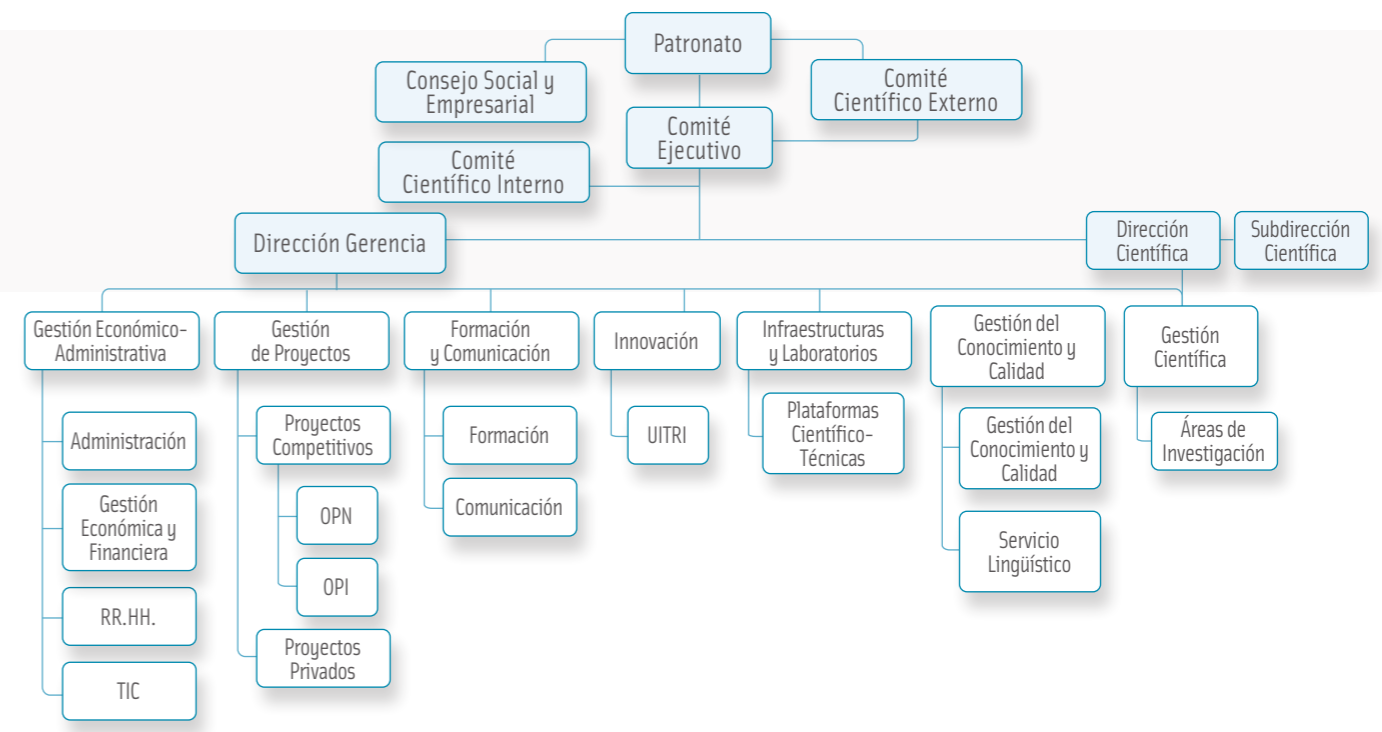 Patronato
Consejo Social y
Empresarial
Comité
Científico Externo
Comité
Ejecutivo
Comité
Científico Interno
Dirección Gerencia
Dirección
Científica
Subdirección
Científica
Gestión Económico-
Administrativa
Gestión
de Proyectos
Formación
y Comunicación
Innovación
Infraestructuras
y Laboratorios
Gestión del
Conocimiento y
Calidad
Gestión
Científica
Administración
Gestión
Económica y
Financiera
RR.HH.
TIC
Proyectos
Competitivos
OPN
OPI
Proyectos
Privados
Formación
Comunicación
UITRI
Plataformas
Científico-
Técnicas
Gestión del
Conocimiento y
Calidad
Servicio
Lingüístico
Áreas de
Investigación